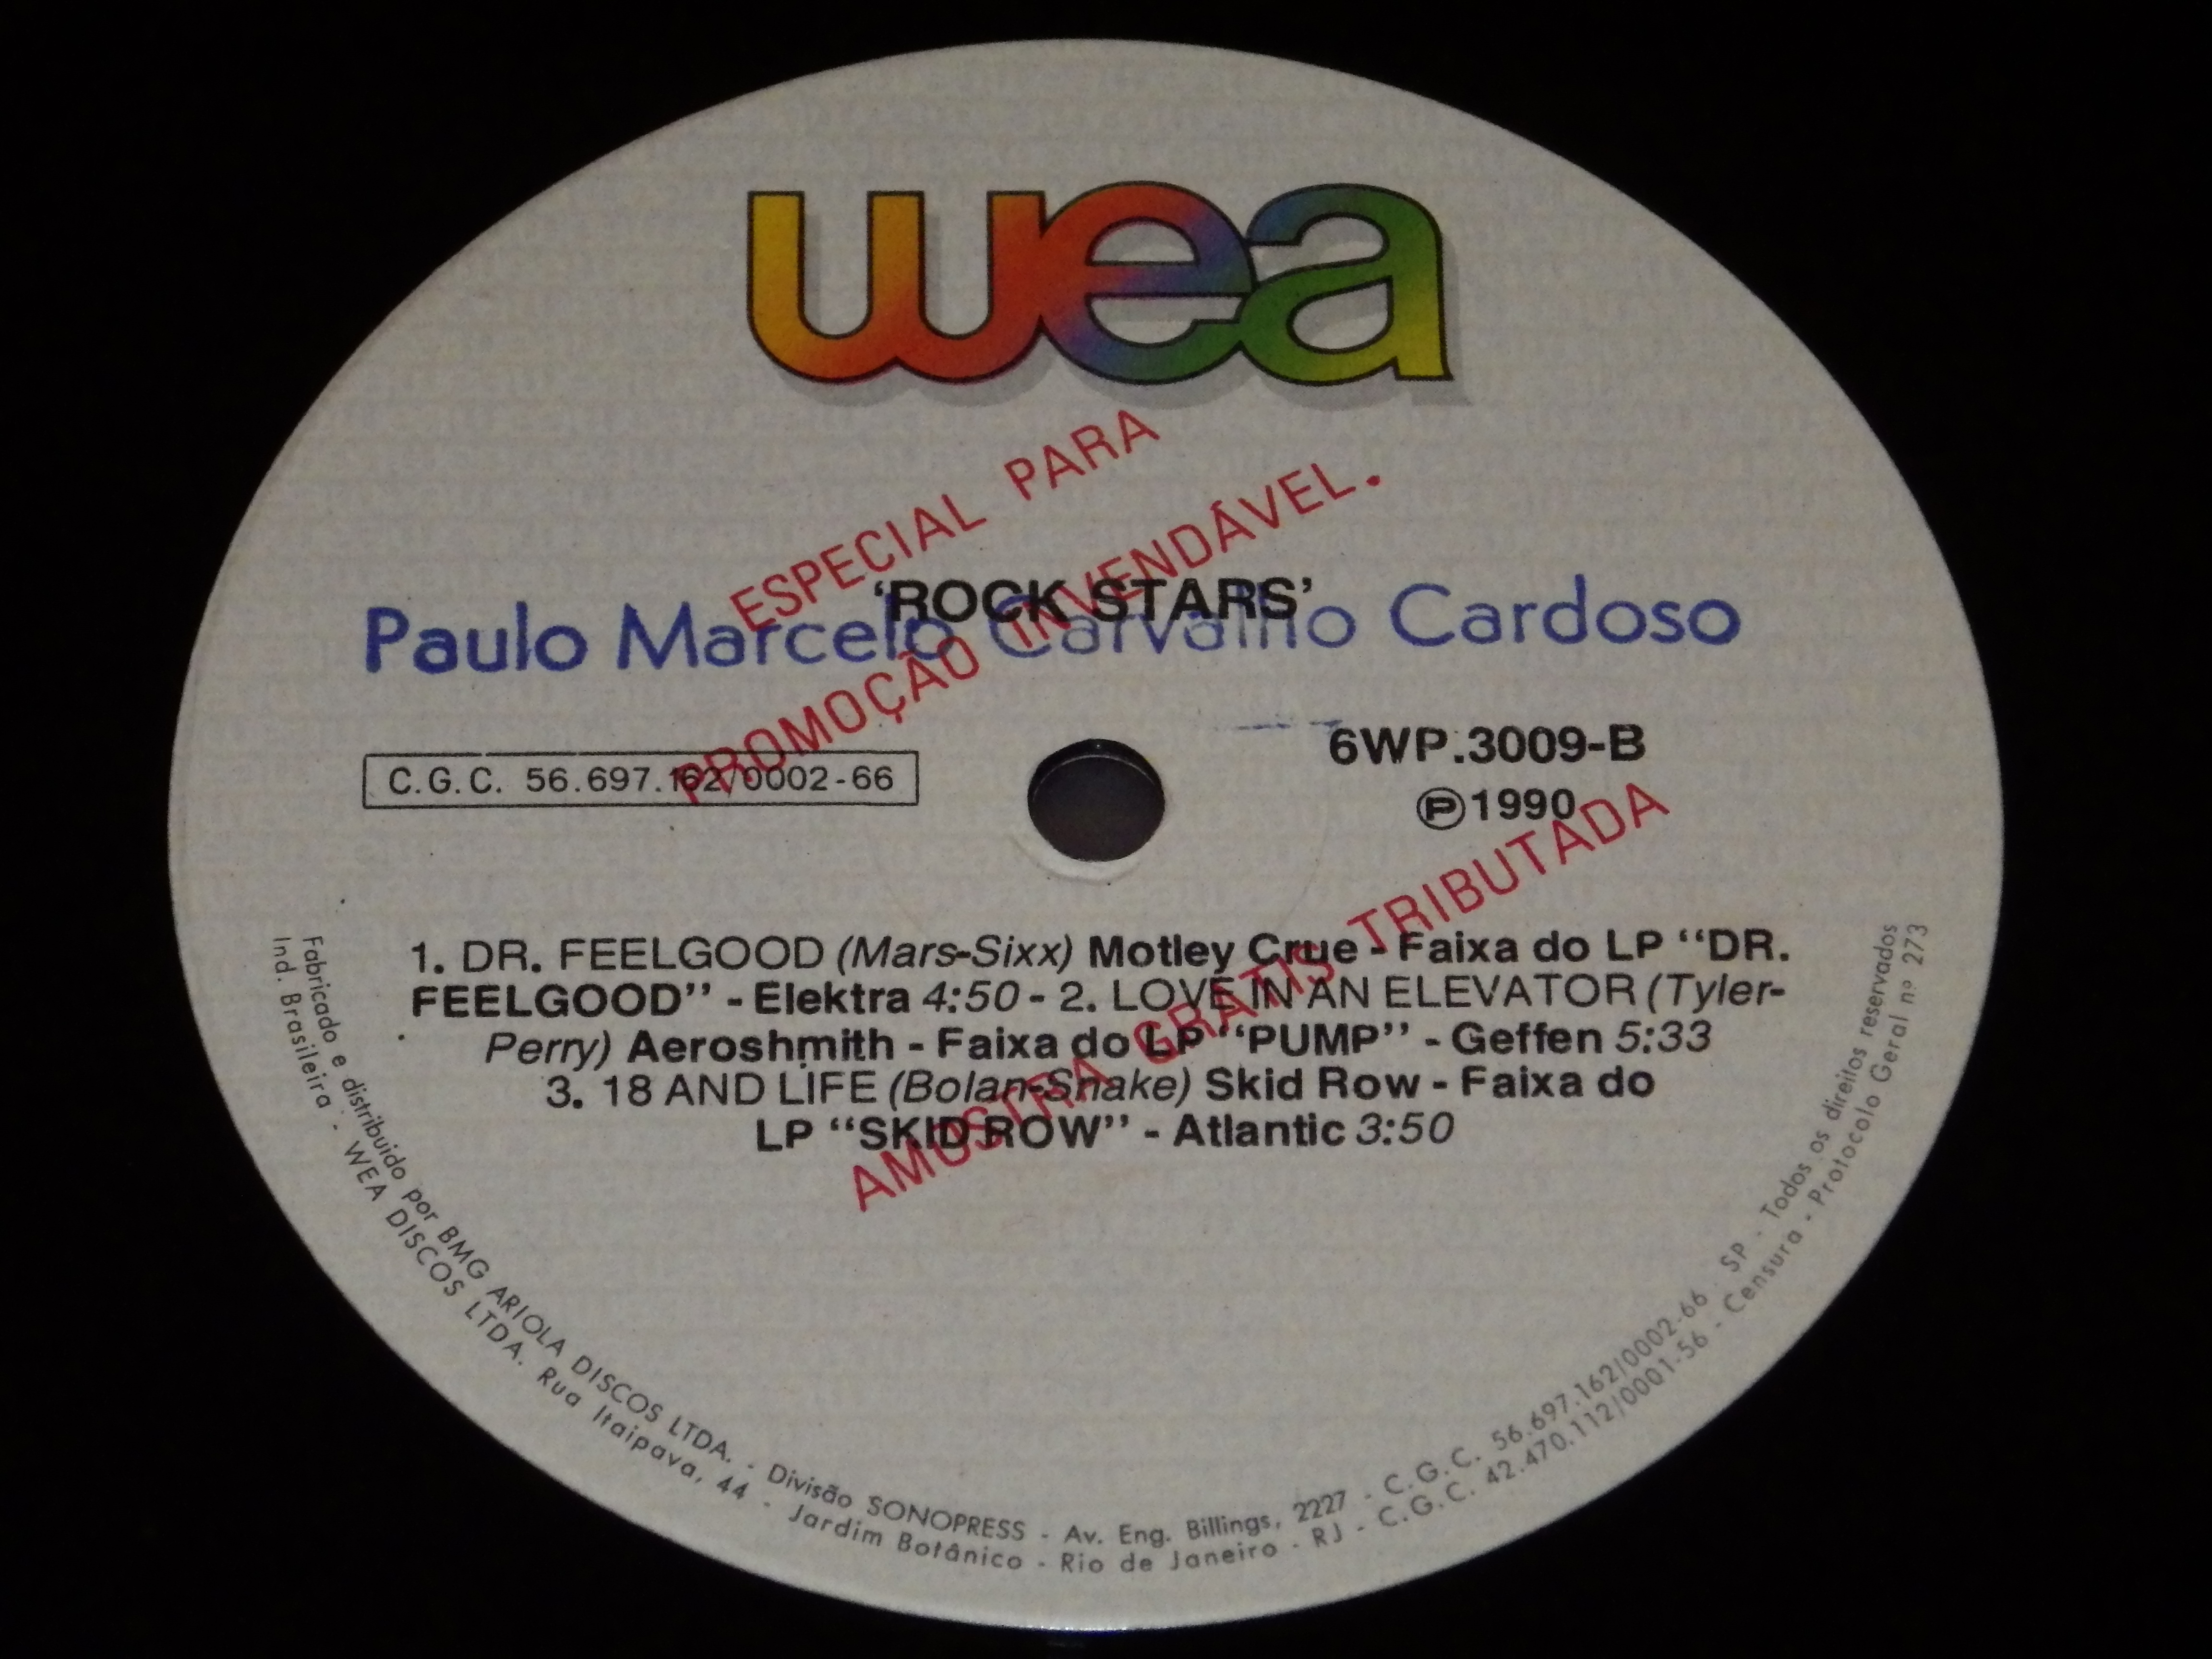 wea
ESPECIAL PARA
PROMOÇÃO INVENDÁVEL.
'ROCK STARS'
Paulo Marcelo Carvalho Cardoso
C.G.C. 56.697.162/0002-66
6WP.3009-B
℗1990
AMOSTRA GRATIS TRIBUTADA
1. DR. FEELGOOD (Mars-Sixx) Motley Crue - Faixa do LP “DR.
FEELGOOD” - Elektra 4:50 - 2. LOVE IN AN ELEVATOR (Tyler-
Perry) Aeroshmith - Faixa do LP “PUMP” - Geffen 5:33
3. 18 AND LIFE (Bolan-Snake) Skid Row - Faixa do
LP “SKID ROW” - Atlantic 3:50
Fabricado e distribuido por BMG ARIOLA DISCOS LTDA. - Divisão SONOPRESS - Av. Eng. Billings, 2227 - C.G.C. 56.697.162/0002-66 - SP - Todos os direitos reservados
Ind. Brasileira - WEA DISCOS LTDA. Rua Itaipava, 44 - Jardim Botânico - Rio de Janeiro - RJ - C.G.C. 42.470.112/0001-56 - Censura - Protocolo Geral nº 273